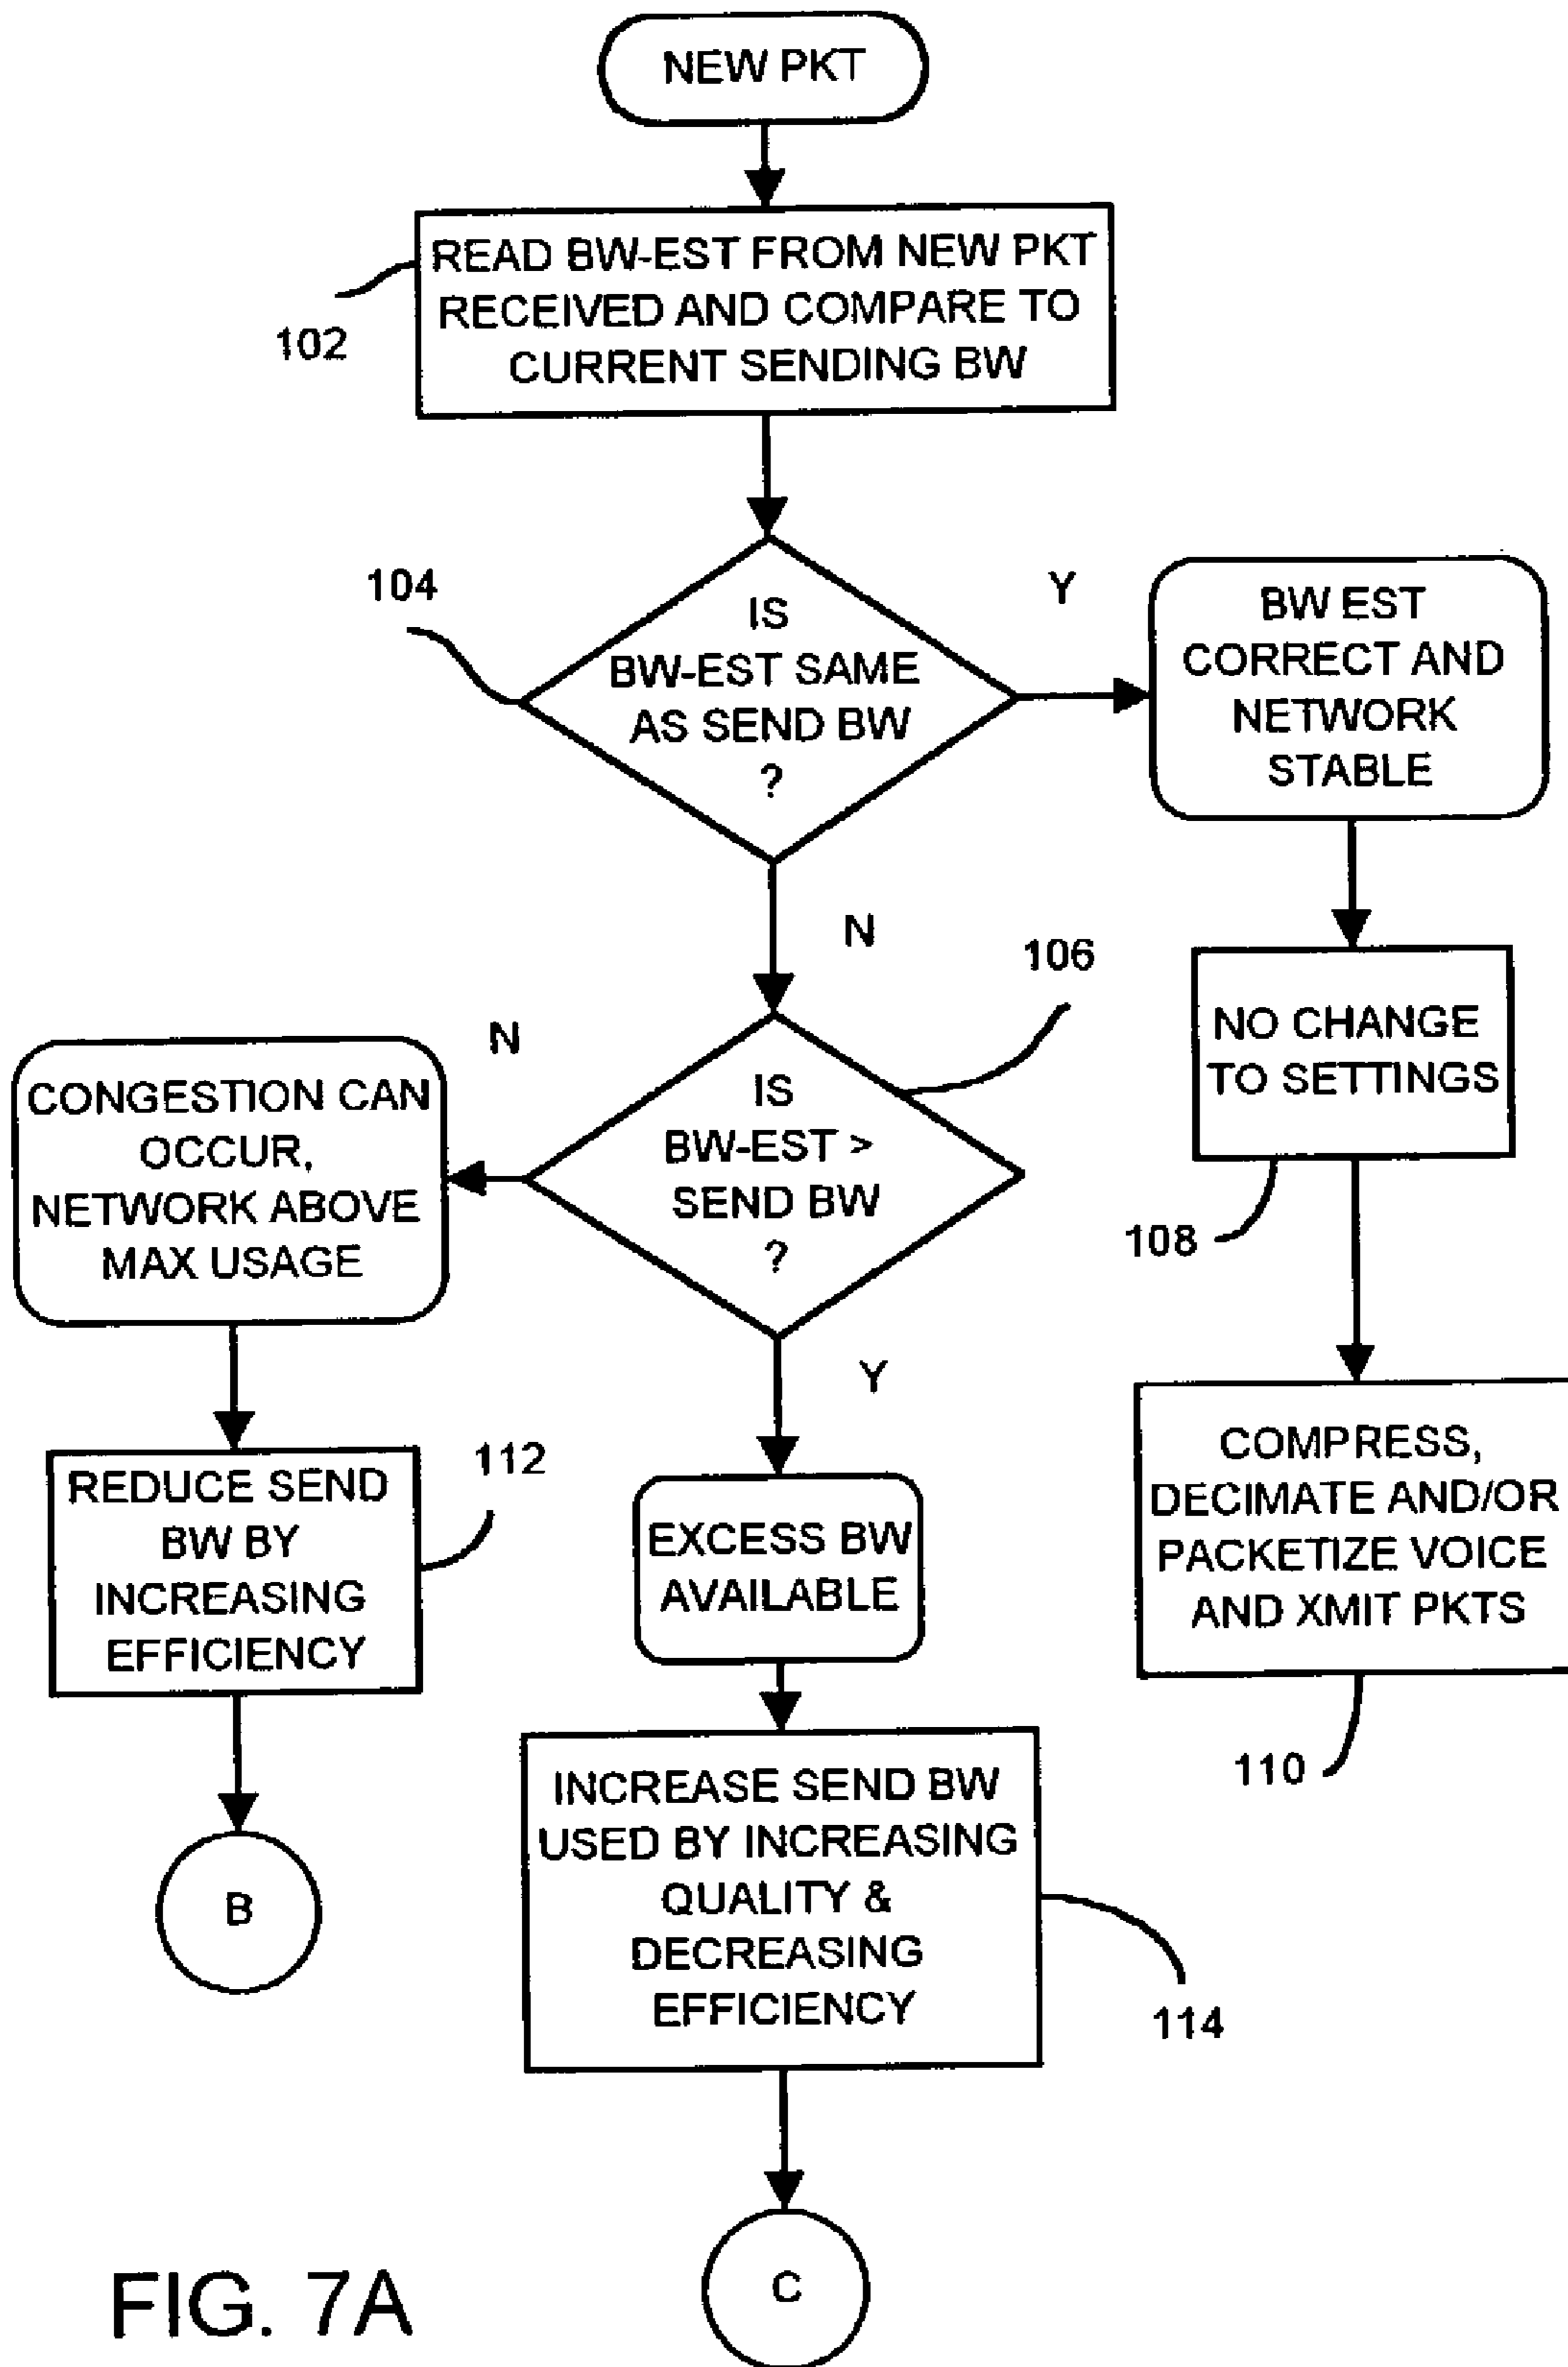 NEW PKT
READ BW-EST FROM NEW PKT
RECEIVED AND COMPARE TO
CURRENT SENDING BW
102
104
IS
BW-EST SAME
AS SEND BW
?
Y
BW EST
CORRECT AND
NETWORK
STABLE
N
106
NO CHANGE
TO SETTINGS
108
N
CONGESTION CAN
OCCUR,
NETWORK ABOVE
MAX USAGE
IS
BW-EST >
SEND BW
?
Y
COMPRESS,
DECIMATE AND/OR
PACKETIZE VOICE
AND XMIT PKTS
110
REDUCE SEND
BW BY
INCREASING
EFFICIENCY
112
EXCESS BW
AVAILABLE
INCREASE SEND BW
USED BY INCREASING
QUALITY &
DECREASING
EFFICIENCY
114
B
C
FIG. 7A